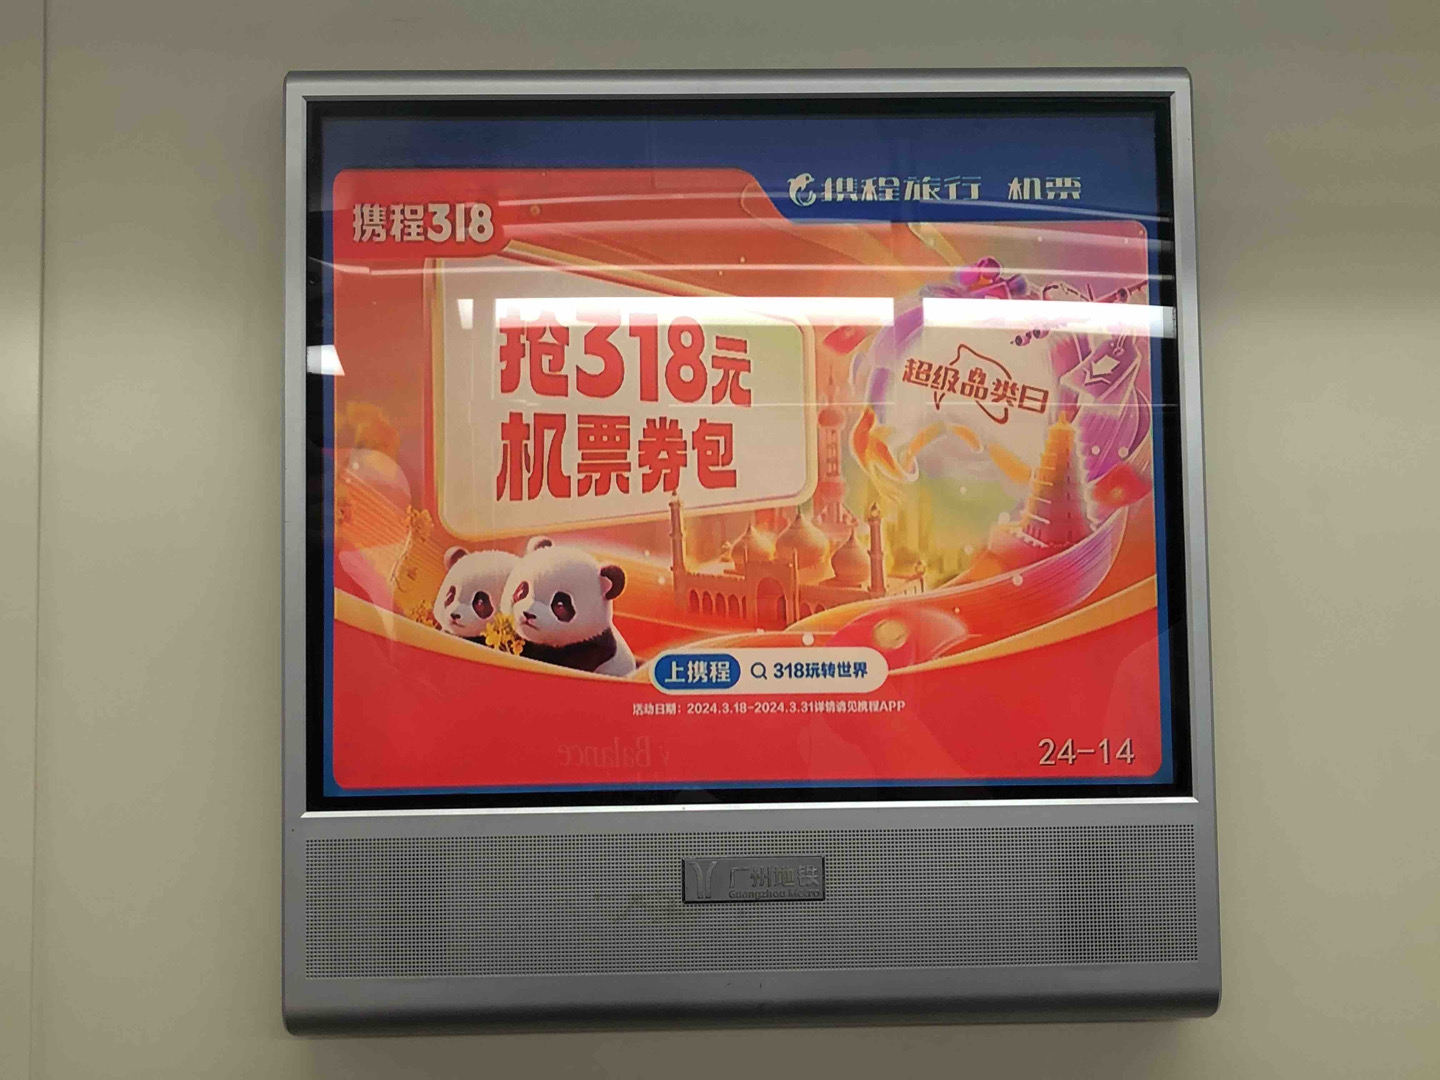 携程旅行 机票
携程318
抢318元
机票券包
超级品类日
上携程 318玩转世界
活动日期：2024.3.18-2024.3.31详情请见携程APP
Balance
24-14
广州地铁
Guangzhou Metro